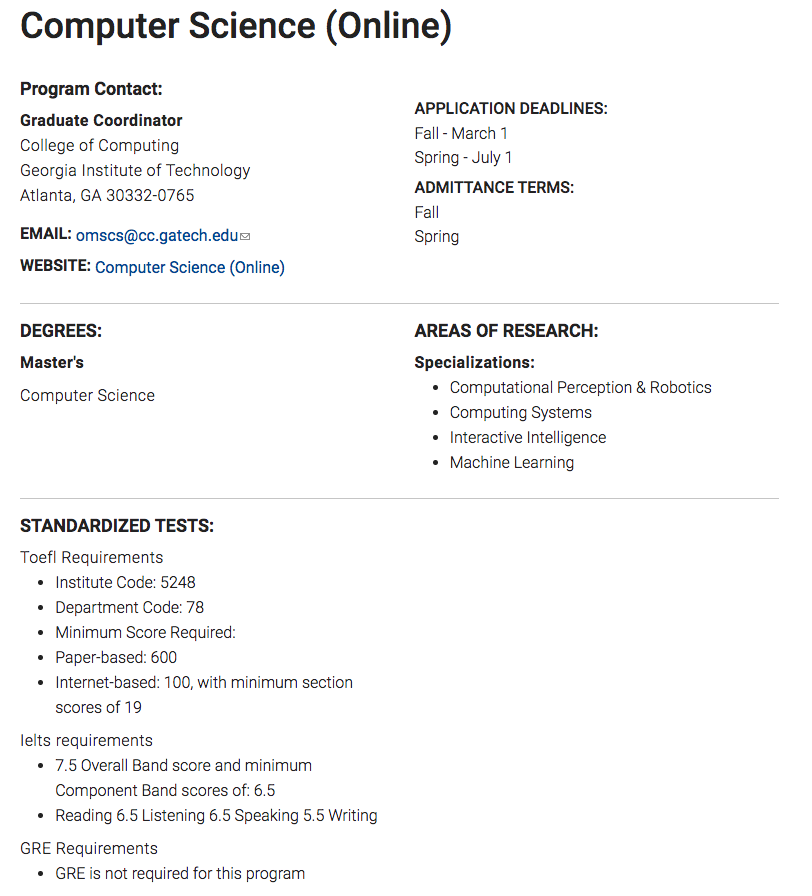 Computer Science (Online)
Program Contact:
Graduate Coordinator
College of Computing
Georgia Institute of Technology
Atlanta, GA 30332-0765
EMAIL: omscs@cc.gatech.edu
WEBSITE: Computer Science (Online)
APPLICATION DEADLINES:
Fall - March 1
Spring - July 1
ADMITTANCE TERMS:
Fall
Spring
DEGREES:
Master's
Computer Science
AREAS OF RESEARCH:
Specializations:
• Computational Perception & Robotics
• Computing Systems
• Interactive Intelligence
• Machine Learning
STANDARDIZED TESTS:
Toefl Requirements
• Institute Code: 5248
• Department Code: 78
• Minimum Score Required:
• Paper-based: 600
• Internet-based: 100, with minimum section
scores of 19
Ielts requirements
• 7.5 Overall Band score and minimum
Component Band scores of: 6.5
• Reading 6.5 Listening 6.5 Speaking 5.5 Writing
GRE Requirements
• GRE is not required for this program